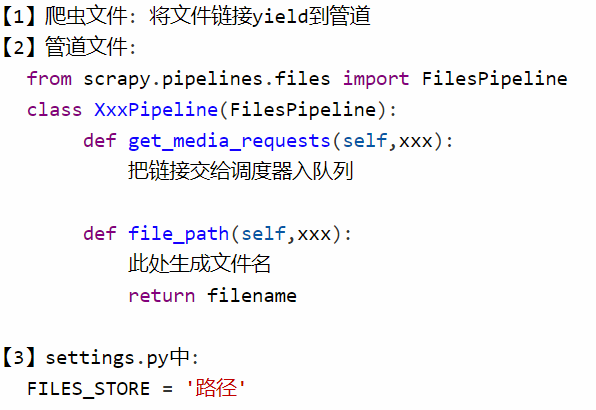 【1】爬虫文件: 将文件链接yield到管道
【2】管道文件:
from scrapy.pipelines.files import FilesPipeline
class XxxPipeline(FilesPipeline):
def get_media_requests(self,xxx):
把链接交给调度器入队列
def file_path(self,xxx):
此处生成文件名
return filename
【3】settings.py中:
FILES_STORE = '路径'